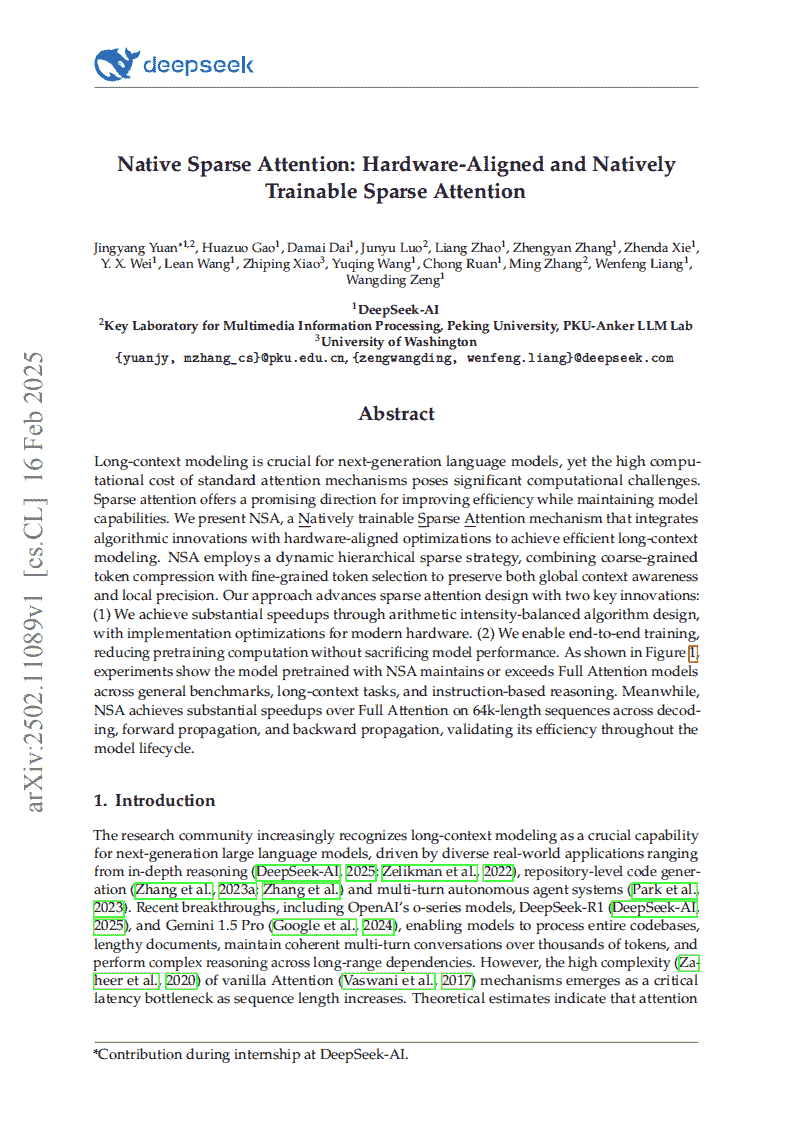 deepseek
Native Sparse Attention: Hardware-Aligned and Natively
Trainable Sparse Attention
Jingyang Yuan*1,2, Huazuo Gao1, Damai Dai1, Junyu Luo2, Liang Zhao1, Zhengyan Zhang1, Zhenda Xie1,
Y. X. Wei1, Lean Wang1, Zhiping Xiao3, Yuqing Wang1, Chong Ruan1, Ming Zhang2, Wenfeng Liang1,
Wangding Zeng1
1DeepSeek-AI
2Key Laboratory for Multimedia Information Processing, Peking University, PKU-Anker LLM Lab
3University of Washington
{yuanjy, mzhang_cs}@pku.edu.cn, {zengwangding, wenfeng.liang}@deepseek.com
Abstract
Long-context modeling is crucial for next-generation language models, yet the high compu-
tational cost of standard attention mechanisms poses significant computational challenges.
Sparse attention offers a promising direction for improving efficiency while maintaining model
capabilities. We present NSA, a Natively trainable Sparse Attention mechanism that integrates
algorithmic innovations with hardware-aligned optimizations to achieve efficient long-context
modeling. NSA employs a dynamic hierarchical sparse strategy, combining coarse-grained
token compression with fine-grained token selection to preserve both global context awareness
and local precision. Our approach advances sparse attention design with two key innovations:
(1) We achieve substantial speedups through arithmetic intensity-balanced algorithm design,
with implementation optimizations for modern hardware. (2) We enable end-to-end training,
reducing pretraining computation without sacrificing model performance. As shown in Figure 1,
experiments show the model pretrained with NSA maintains or exceeds Full Attention models
across general benchmarks, long-context tasks, and instruction-based reasoning. Meanwhile,
NSA achieves substantial speedups over Full Attention on 64k-length sequences across decod-
ing, forward propagation, and backward propagation, validating its efficiency throughout the
model lifecycle.
1. Introduction
The research community increasingly recognizes long-context modeling as a crucial capability
for next-generation large language models, driven by diverse real-world applications ranging
from in-depth reasoning (DeepSeek-AI, 2025; Zelikman et al., 2022), repository-level code gener-
ation (Zhang et al., 2023a; Zhang et al.) and multi-turn autonomous agent systems (Park et al.,
2023). Recent breakthroughs, including OpenAI's o-series models, DeepSeek-R1 (DeepSeek-AI,
2025), and Gemini 1.5 Pro (Google et al., 2024), enabling models to process entire codebases,
lengthy documents, maintain coherent multi-turn conversations over thousands of tokens, and
perform complex reasoning across long-range dependencies. However, the high complexity (Za-
heer et al., 2020) of vanilla Attention (Vaswani et al., 2017) mechanisms emerges as a critical
latency bottleneck as sequence length increases. Theoretical estimates indicate that attention
*Contribution during internship at DeepSeek-AI.
arXiv:2502.11089v1 [cs.CL] 16 Feb 2025